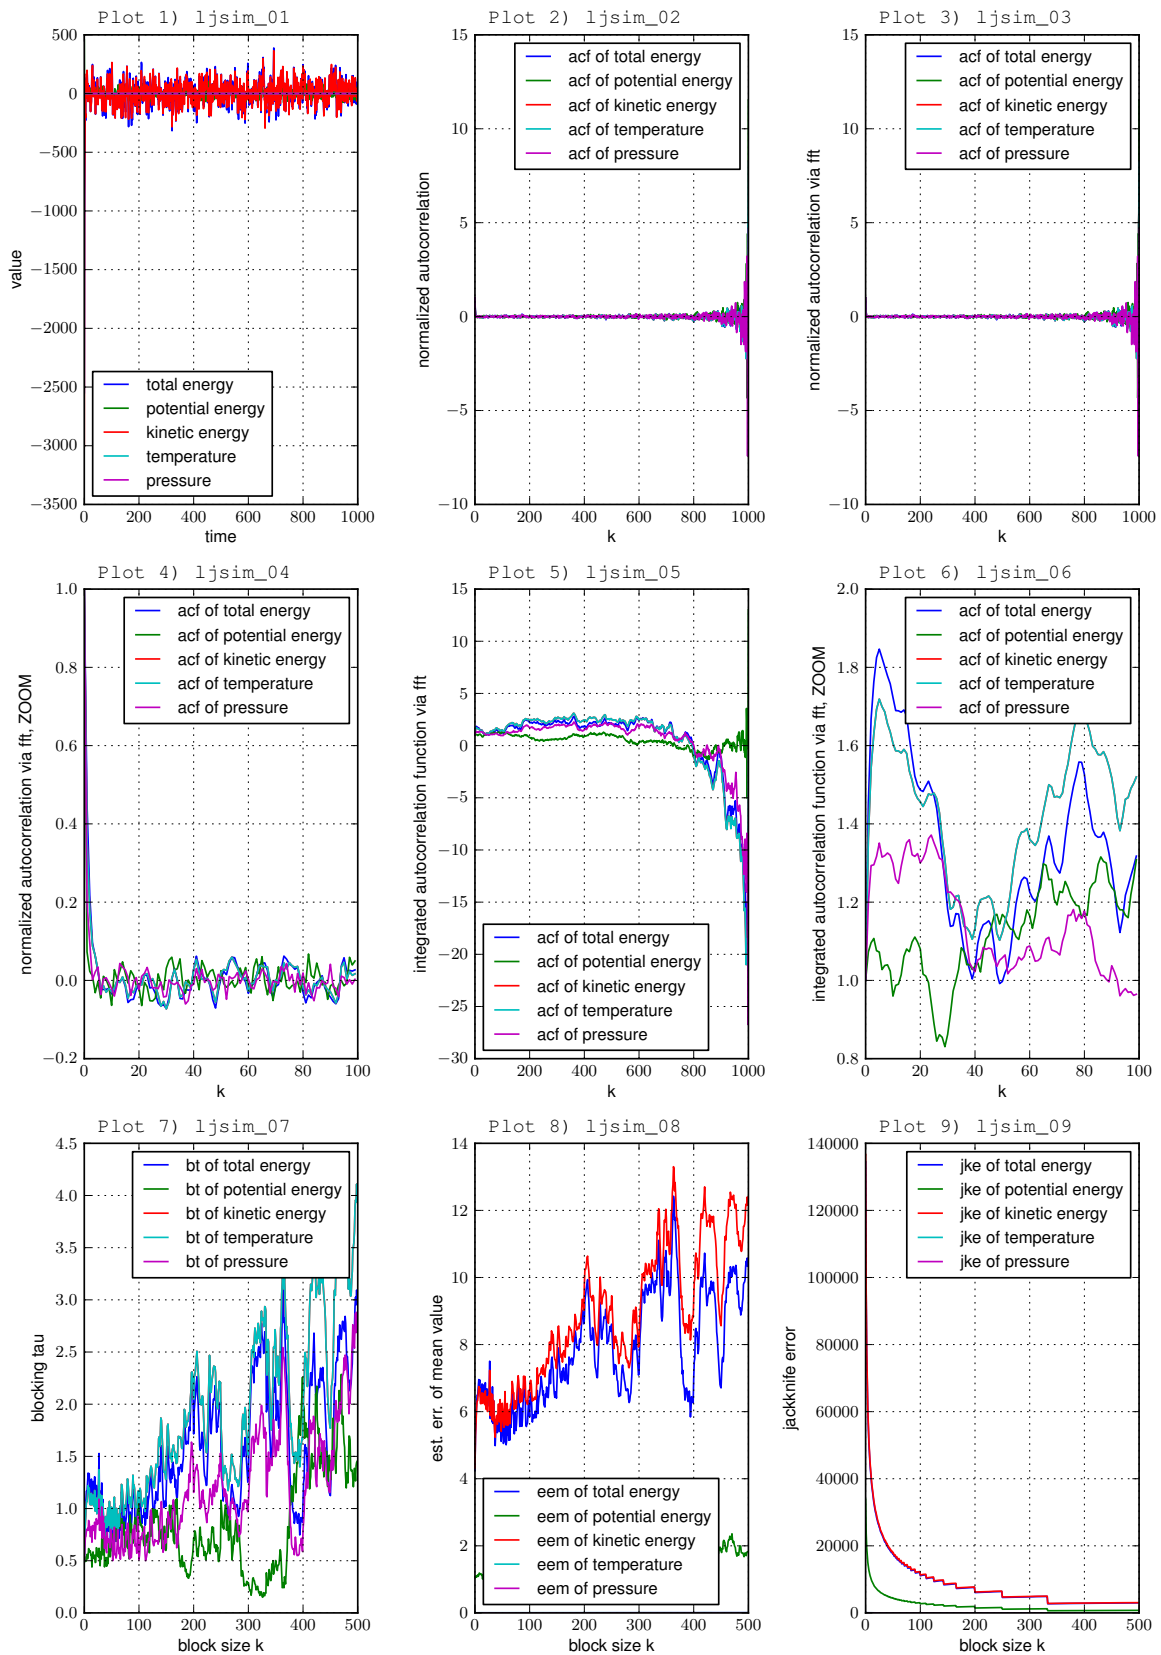 Plot 1) ljsim_01
500
0
−500
−1000
−1500
−2000
−2500
−3000
−3500
value
total energy
potential energy
kinetic energy
temperature
pressure
0 200 400 600 800 1000
time
Plot 2) ljsim_02
15
10
5
0
−5
−10
normalized autocorrelation
acf of total energy
acf of potential energy
acf of kinetic energy
acf of temperature
acf of pressure
0 200 400 600 800 1000
k
Plot 3) ljsim_03
15
10
5
0
−5
−10
normalized autocorrelation via fft
acf of total energy
acf of potential energy
acf of kinetic energy
acf of temperature
acf of pressure
0 200 400 600 800 1000
k
Plot 4) ljsim_04
1.0
0.8
0.6
0.4
0.2
0.0
−0.2
normalized autocorrelation via fft, ZOOM
acf of total energy
acf of potential energy
acf of kinetic energy
acf of temperature
acf of pressure
0 20 40 60 80 100
k
Plot 5) ljsim_05
15
10
5
0
−5
−10
−15
−20
−25
−30
integrated autocorrelation function via fft
acf of total energy
acf of potential energy
acf of kinetic energy
acf of temperature
acf of pressure
0 200 400 600 800 1000
k
Plot 6) ljsim_06
2.0
1.8
1.6
1.4
1.2
1.0
0.8
integrated autocorrelation function via fft, ZOOM
acf of total energy
acf of potential energy
acf of kinetic energy
acf of temperature
acf of pressure
0 20 40 60 80 100
k
Plot 7) ljsim_07
4.5
4.0
3.5
3.0
2.5
2.0
1.5
1.0
0.5
0.0
blocking tau
bt of total energy
bt of potential energy
bt of kinetic energy
bt of temperature
bt of pressure
0 100 200 300 400 500
block size k
Plot 8) ljsim_08
14
12
10
8
6
4
2
0
est. err. of mean value
eem of total energy
eem of potential energy
eem of kinetic energy
eem of temperature
eem of pressure
0 100 200 300 400 500
block size k
Plot 9) ljsim_09
140000
120000
100000
80000
60000
40000
20000
0
jackknife error
jke of total energy
jke of potential energy
jke of kinetic energy
jke of temperature
jke of pressure
0 100 200 300 400 500
block size k